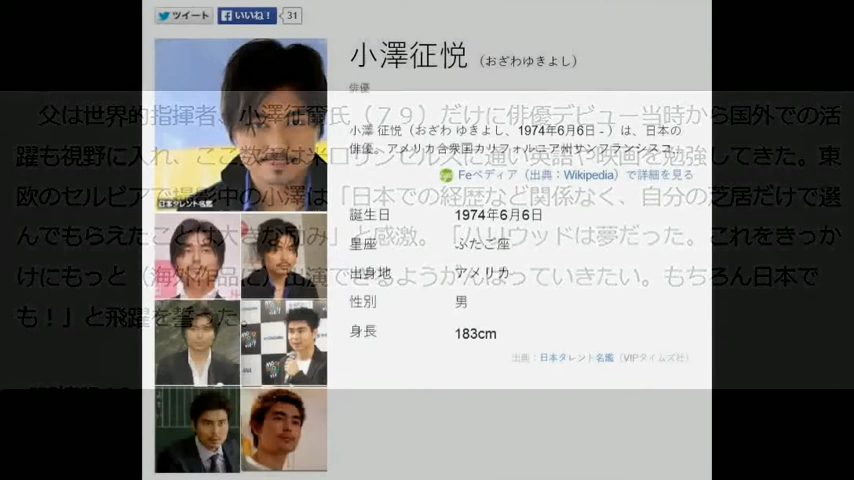 ツイート いいね！ 31
小澤征悦（おざわゆきよし）
俳優
小澤 征悦（おざわ ゆきよし、1974年6月6日 - ）は、日本の
俳優。アメリカ合衆国カリフォルニア州サンフランシスコ
Feペディア（出典：Wikipedia）で詳細を見る
誕生日 1974年6月6日
星座 ふたご座
出身地 アメリカ
性別 男
身長 183cm
出典：日本タレント名鑑（VIPタイムズ社）
日本タレント名鑑
父は世界的指揮者、小澤征爾氏（７９）だけに俳優デビュー当時から国外での活
躍も視野に入れ、ここ数年は米ロサンゼルスに通い英語や映画を勉強してきた。東
欧のセルビアで撮影中の小澤は「日本での経歴など関係なく、自分の芝居だけで選
んでもらえたことは大きな励み」と感激。「ハリウッドは夢だった。これをきっか
けにもっと（海外作品に）出演できるようがんばっていきたい。もちろん日本で
も！」と飛躍を誓った。